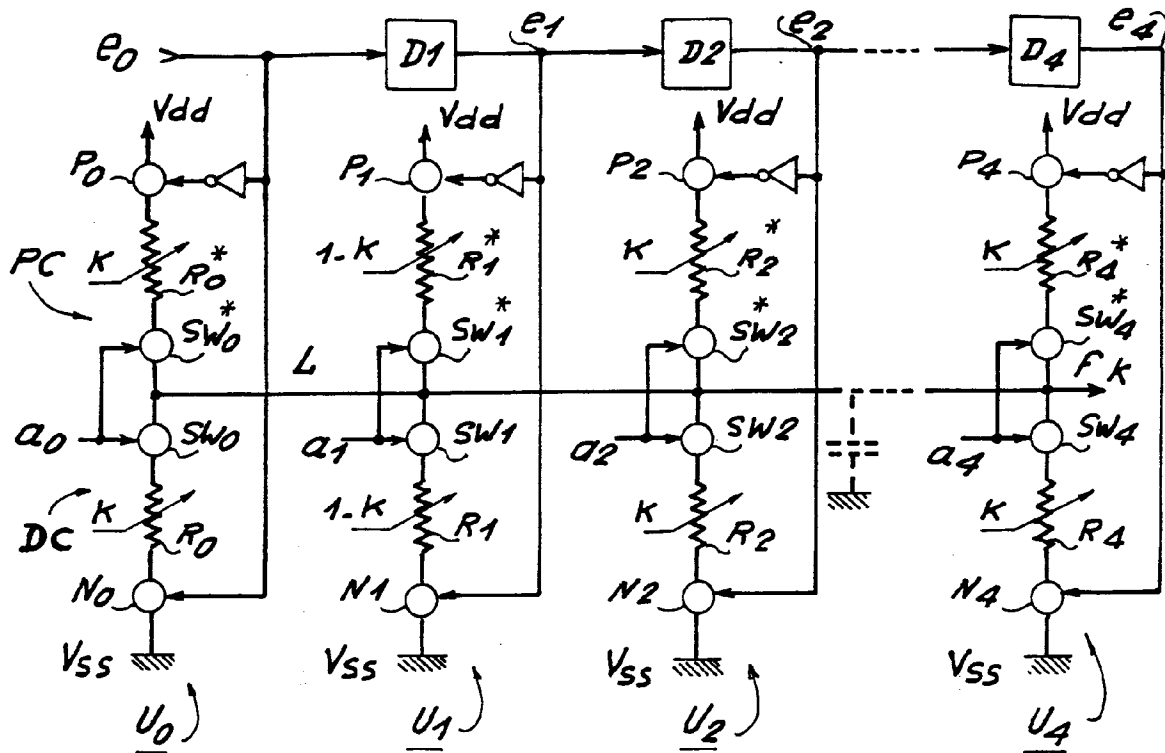 e0 D1 e1 D2 e2 D4 e4
Vdd Vdd Vdd Vdd
P0 P1 P2 P4
PC K R0* 1-K R1* K R2* K R4*
SW0* SW1* SW2* SW4*
L fK
a0 SW0 a1 SW1 a2 SW2 a4 SW4
DC K R0 1-K R1 K R2 K R4
N0 N1 N2 N4
Vss Vss Vss Vss
U0 U1 U2 U4